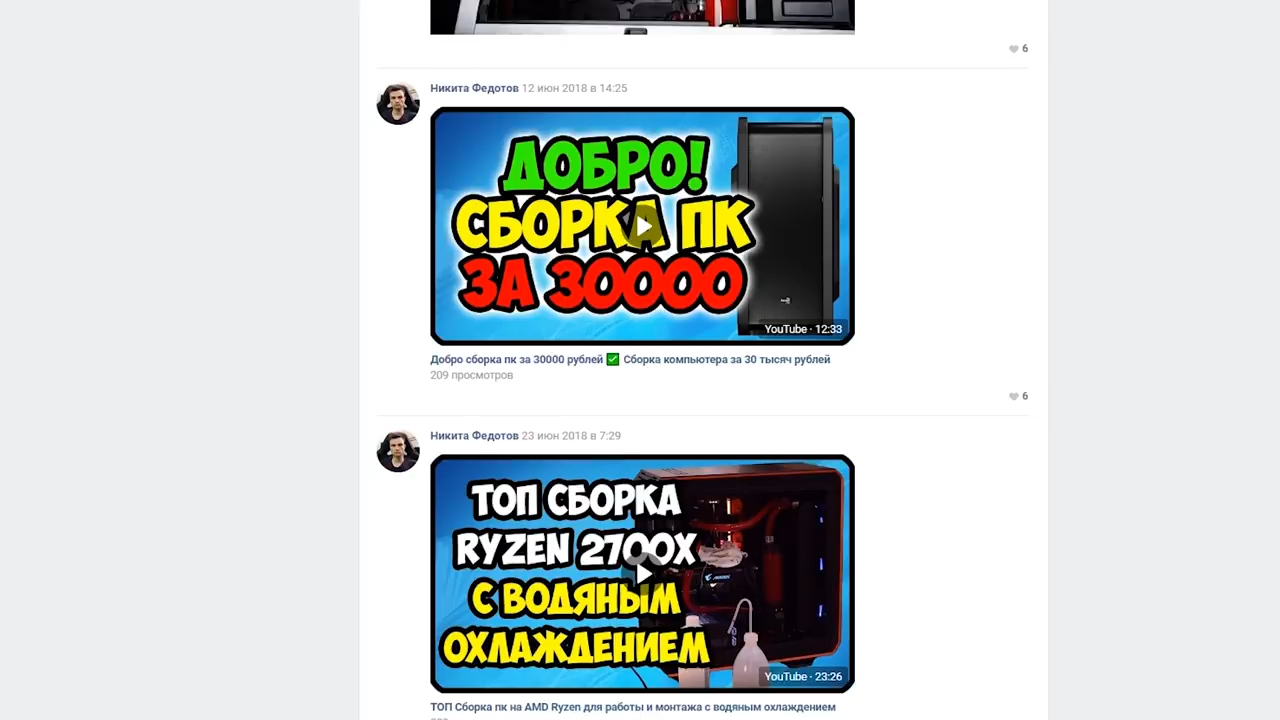 6
Никита Федотов 12 июн 2018 в 14:25
ДОБРО!
СБОРКА ПК
ЗА 30000
YouTube · 12:33
Добро сборка пк за 30000 рублей ✅ Сборка компьютера за 30 тысяч рублей
209 просмотров
6
Никита Федотов 23 июн 2018 в 7:29
ТОП СБОРКА
RYZEN 2700X
С ВОДЯНЫМ
ОХЛАЖДЕНИЕМ
YouTube · 23:26
ТОП Сборка пк на AMD Ryzen для работы и монтажа с водяным охлаждением